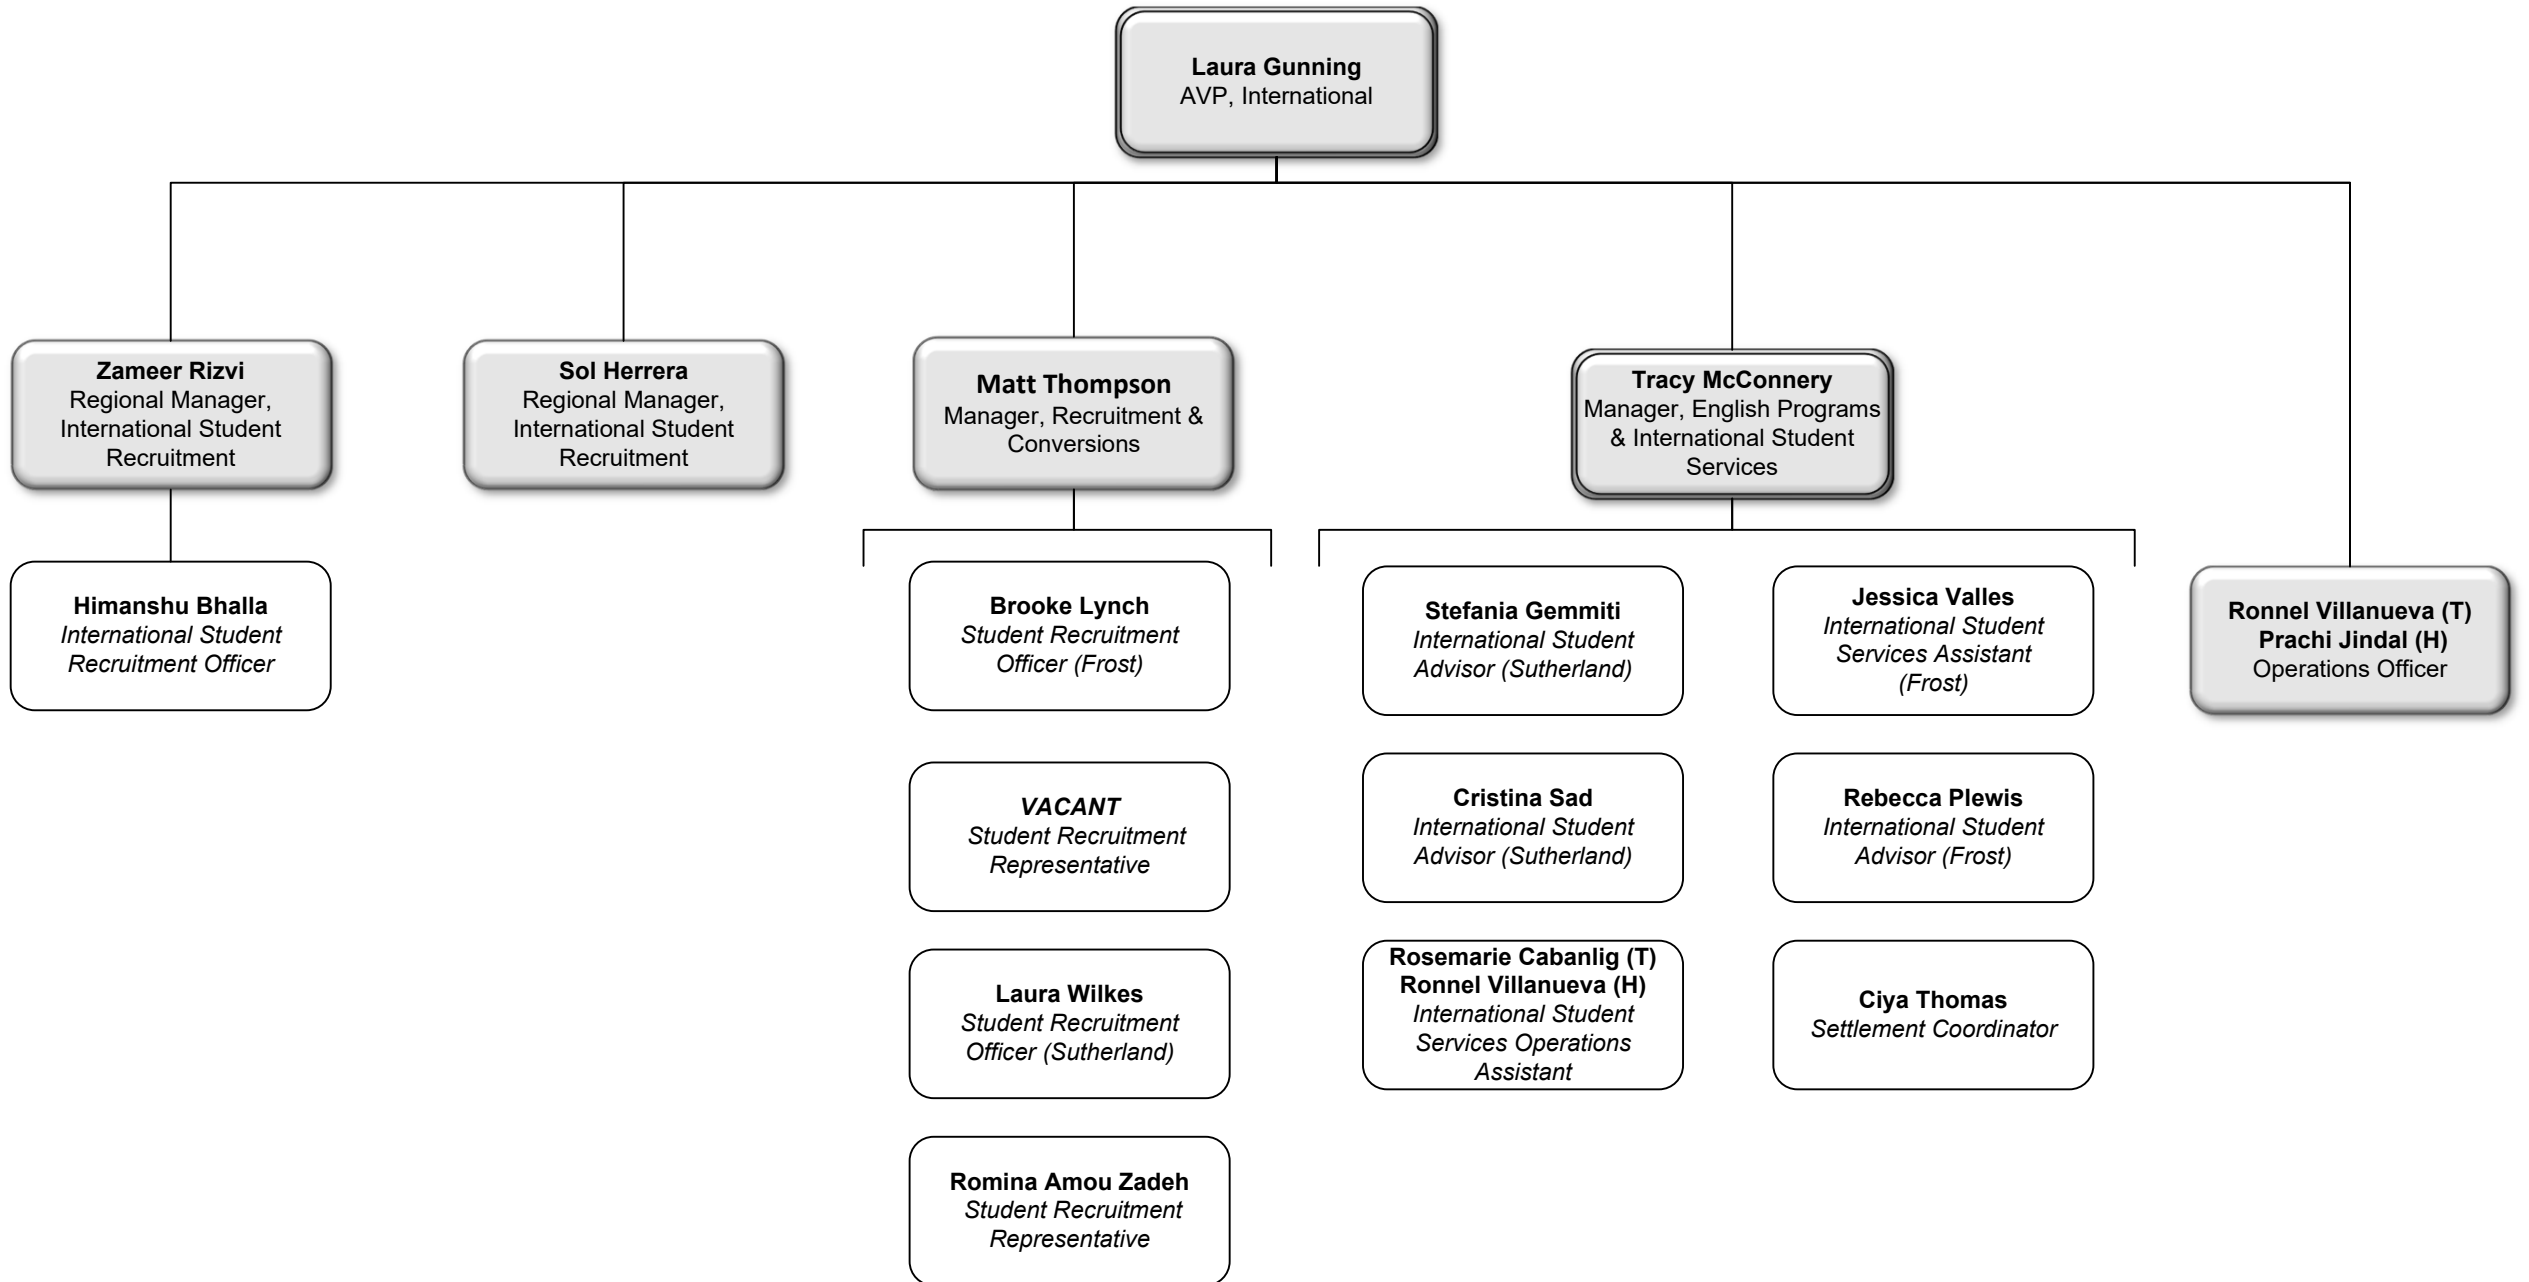 Laura Gunning
AVP, International
Zameer Rizvi
Regional Manager,
International Student
Recruitment
Sol Herrera
Regional Manager,
International Student
Recruitment
Matt Thompson
Manager, Recruitment &
Conversions
Tracy McConnery
Manager, English Programs
& International Student
Services
Himanshu Bhalla
International Student
Recruitment Officer
Brooke Lynch
Student Recruitment
Officer (Frost)
Stefania Gemmiti
International Student
Advisor (Sutherland)
Jessica Valles
International Student
Services Assistant
(Frost)
Ronnel Villanueva (T)
Prachi Jindal (H)
Operations Officer
VACANT
Student Recruitment
Representative
Cristina Sad
International Student
Advisor (Sutherland)
Rebecca Plewis
International Student
Advisor (Frost)
Laura Wilkes
Student Recruitment
Officer (Sutherland)
Rosemarie Cabanlig (T)
Ronnel Villanueva (H)
International Student
Services Operations
Assistant
Ciya Thomas
Settlement Coordinator
Romina Amou Zadeh
Student Recruitment
Representative